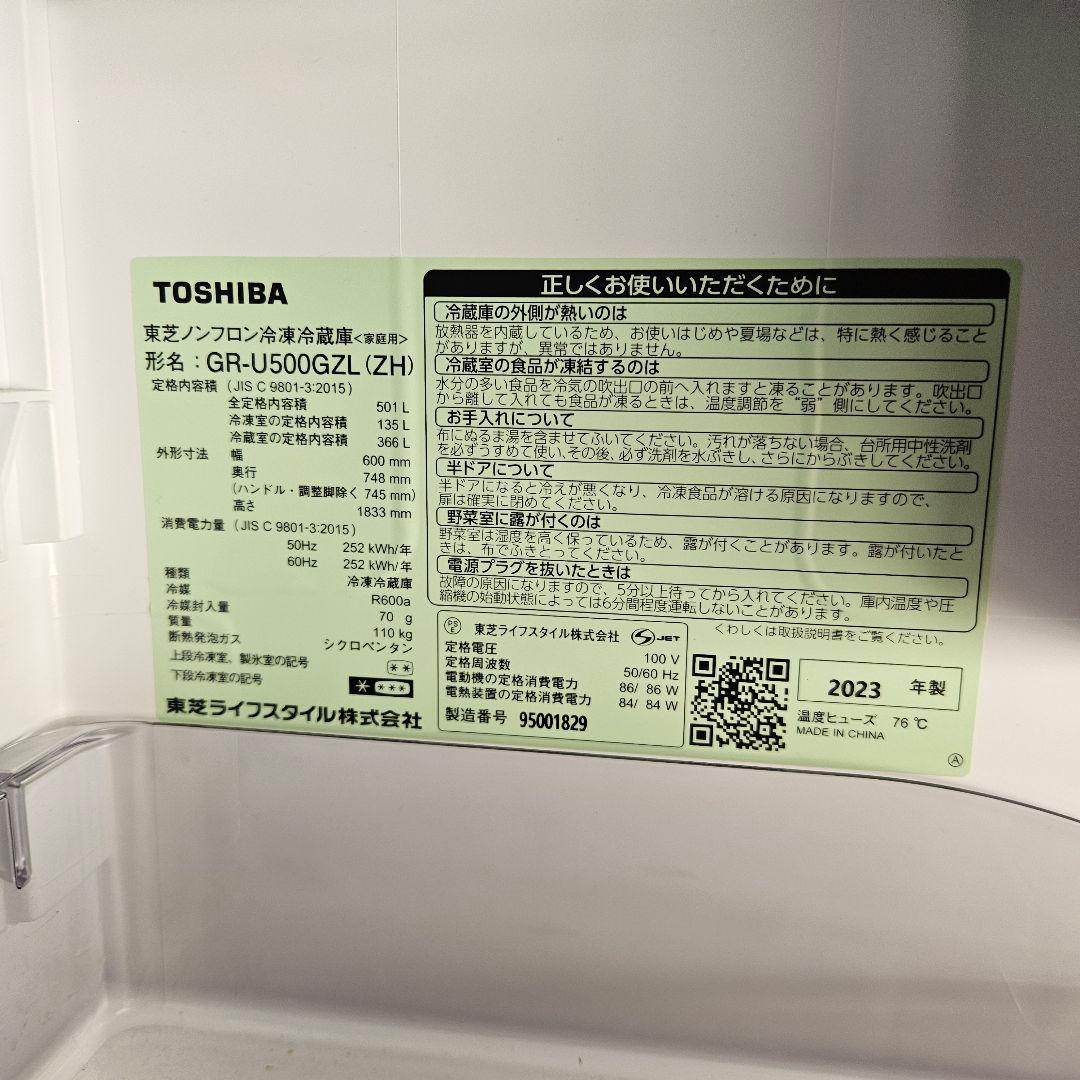 TOSHIBA
東芝ノンフロン冷凍冷蔵庫<家庭用>
形名：GR-U500GZL(ZH)
定格内容積 (JIS C 9801-3:2015)
全定格内容積 501 L
冷凍室の定格内容積 135 L
冷蔵室の定格内容積 366 L
外形寸法 幅 600 mm
奥行 748 mm
(ハンドル・調整脚除く 745 mm)
高さ 1833 mm
消費電力量 (JIS C 9801-3:2015)
50Hz 252 kWh/年
60Hz 252 kWh/年
種類 冷凍冷蔵庫
冷媒 R600a
冷媒封入量 70 g
質量 110 kg
断熱発泡ガス シクロペンタン
上段冷凍室、製氷室の記号 **
下段冷凍室の記号 * ***
東芝ライフスタイル株式会社
正しくお使いいただくために
冷蔵庫の外側が熱いのは
放熱器を内蔵しているため、お使いはじめや夏場などは、特に熱く感じること
がありますが、異常ではありません。
冷蔵室の食品が凍結するのは
水分の多い食品を冷気の吹出口の前へ入れますと凍ることがあります。吹出口
から離して入れても食品が凍るときは、温度調節を“弱”側にしてください。
お手入れについて
布にぬるま湯を含ませてふいてください。汚れが落ちない場合、台所用中性洗剤
を必ずうすめて使い、その後、必ず洗剤を水ぶきし、さらにからぶきしてください。
半ドアについて
半ドアになると冷えが悪くなり、冷凍食品が溶ける原因になりますので、
扉は確実に閉めてください。
野菜室に露が付くのは
野菜室は湿度を高く保っているため、露が付くことがあります。露が付いたと
きは、布でふきとってください。
電源プラグを抜いたときは
故障の原因になりますので、5分以上待ってから入れてください。庫内温度や圧
縮機の始動状態によっては6分間程度運転しないことがあります。
くわしくは取扱説明書をご覧ください。
PS
E 東芝ライフスタイル株式会社 JET
定格電圧 100 V
定格周波数 50/60 Hz
電動機の定格消費電力 86/ 86 W
電熱装置の定格消費電力 84/ 84 W
製造番号 95001829
2023 年製
温度ヒューズ 76 ℃
MADE IN CHINA
A